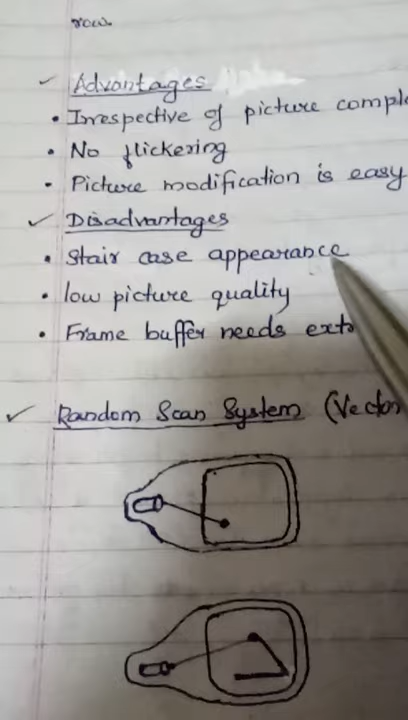 row.
Advantages
• Irrespective of picture comple
• No flickering
• Picture modification is easy
Disadvantages
• Stair case appearance
• low picture quality
• Frame buffer needs ext
Random Scan System (Vector